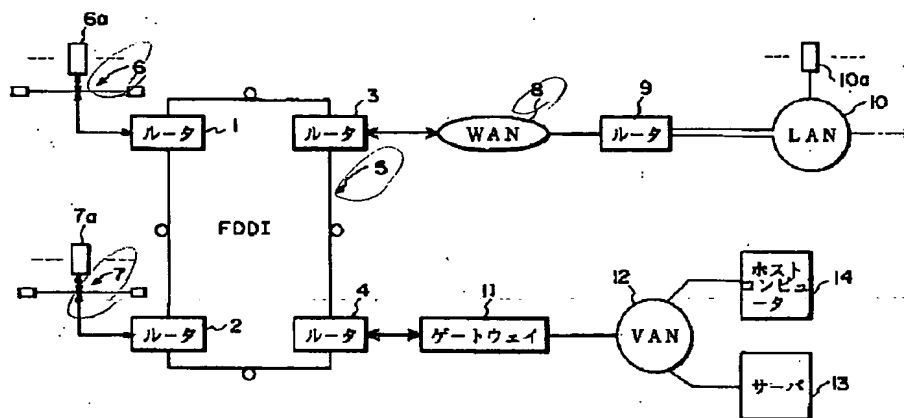 6a
6
ルータ
1
3
ルータ
8
WAN
9
ルータ
10a
10
LAN
5
FDDI
7a
7
ルータ
2
4
ルータ
11
ゲートウェイ
12
VAN
ホスト
コンピュ
ータ
14
サーバ
13